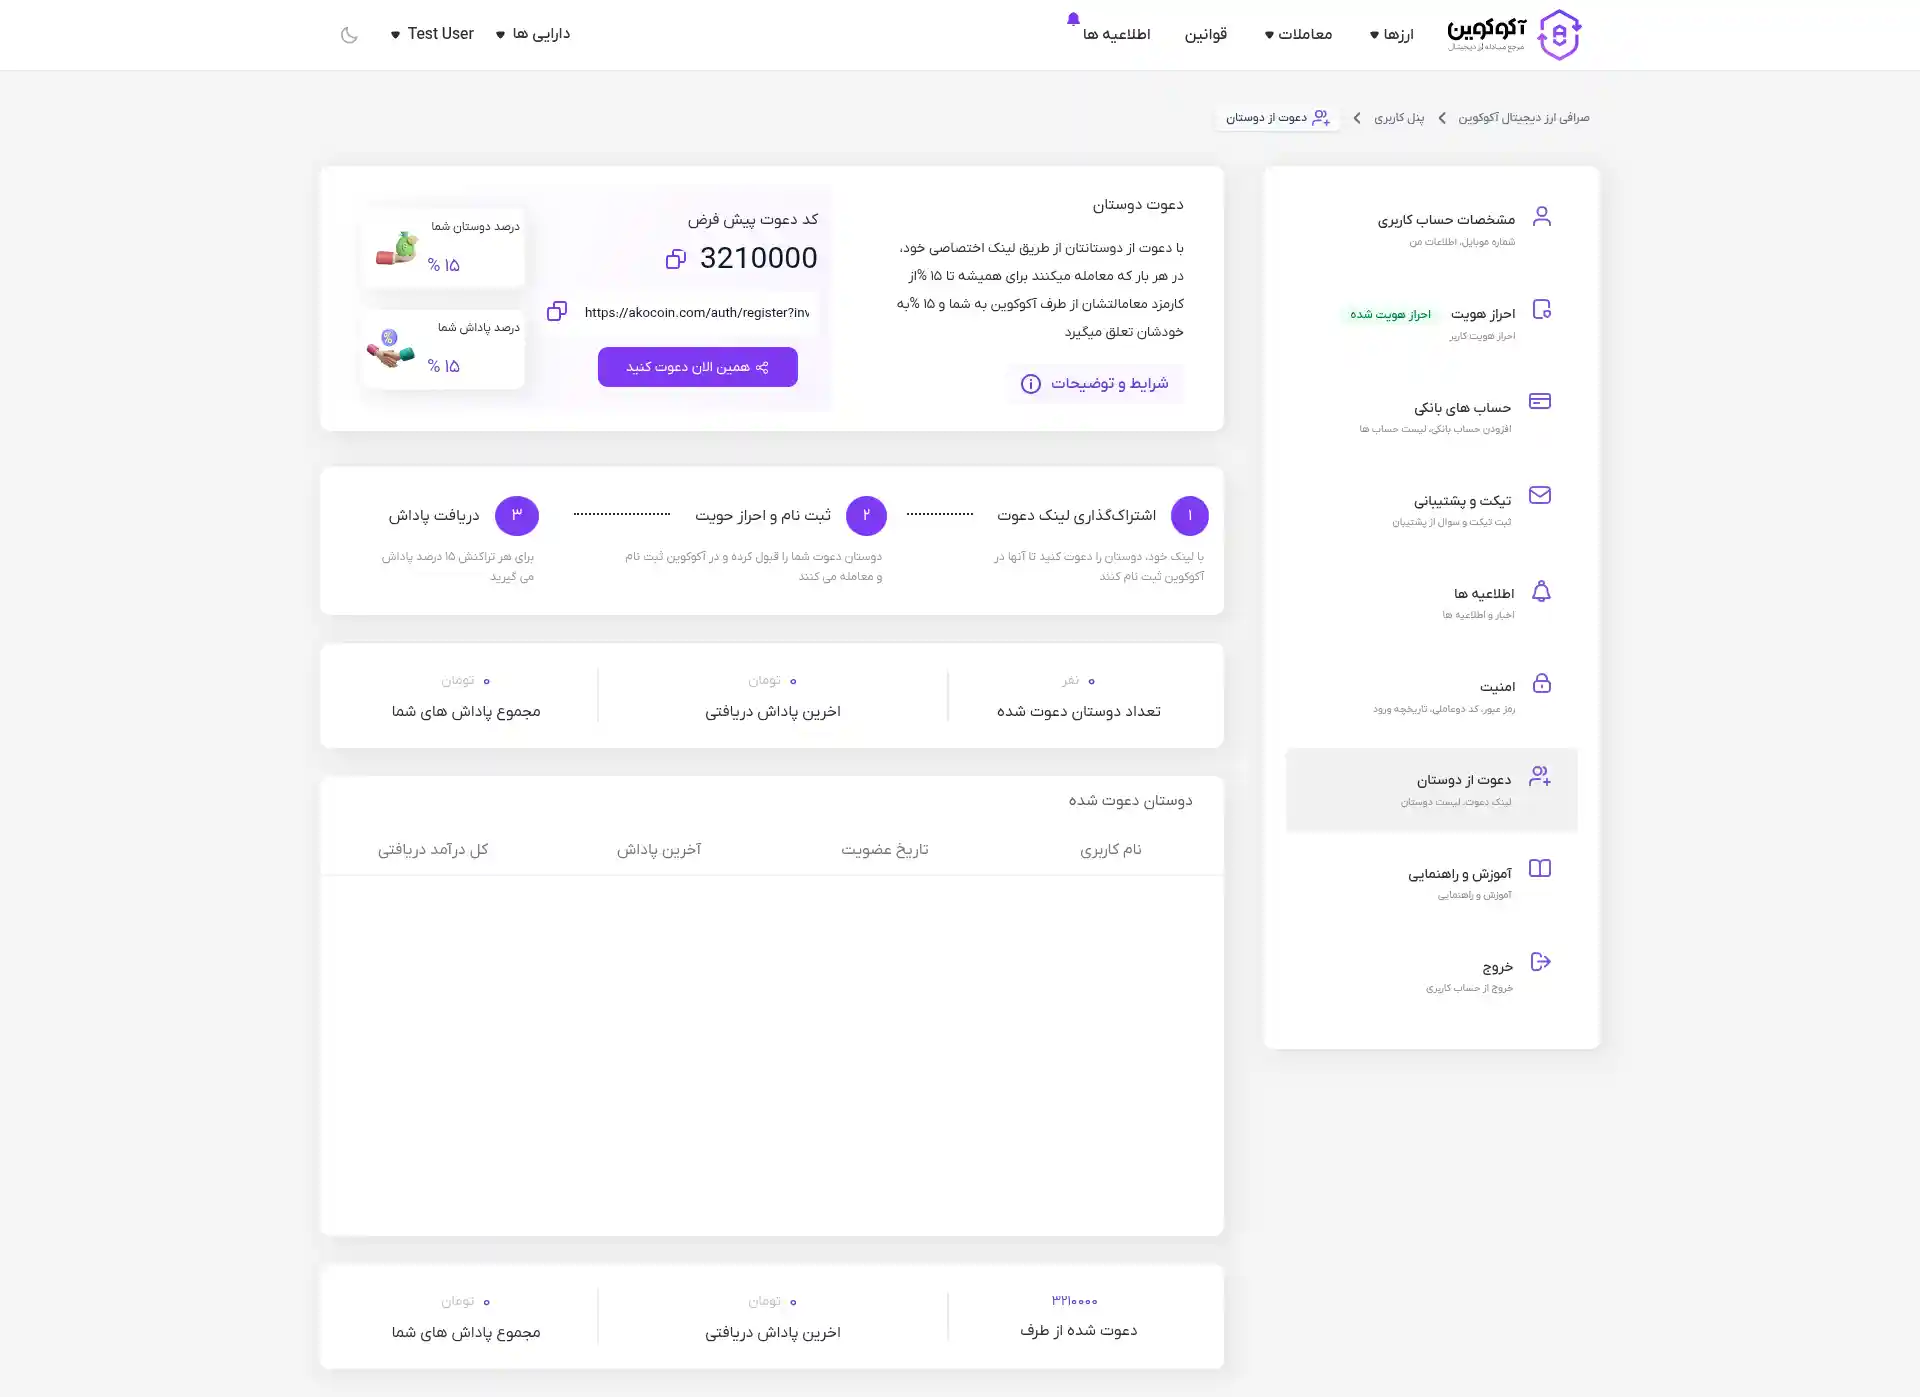 آکوکوین
مرجع مبادله ارز دیجیتال
ارزها
معاملات
قوانین
اطلاعیه ها
دارایی ها
Test User
صرافی ارز دیجیتال آکوکوین
پنل کاربری
دعوت از دوستان
مشخصات حساب کاربری
شماره موبایل، اطلاعات من
احراز هویت
احراز هویت شده
احراز هویت کاربر
حساب های بانکی
افزودن حساب بانکی، لیست حساب ها
تیکت و پشتیبانی
ثبت تیکت و سوال از پشتیبان
اطلاعیه ها
اخبار و اطلاعیه ها
امنیت
رمز عبور، کد دوعاملی، تاریخچه ورود
دعوت از دوستان
لینک دعوت، لیست دوستان
آموزش و راهنمایی
آموزش و راهنمایی
خروج
خروج از حساب کاربری
دعوت دوستان
با دعوت از دوستانتان از طریق لینک اختصاصی خود،
در هر بار که معامله میکنند برای همیشه تا ۱۵ %از
کارمزد معاملاتشان از طرف آکوکوین به شما و ۱۵ %به
خودشان تعلق میگیرد
شرایط و توضیحات
کد دعوت پیش فرض
3210000
https://akocoin.com/auth/register?inv
همین الان دعوت کنید
درصد دوستان شما
۱۵ %
درصد پاداش شما
۱۵ %
۱
اشتراک‌گذاری لینک دعوت
با لینک خود، دوستان را دعوت کنید تا آنها در
آکوکوین ثبت نام کنند
۲
ثبت نام و احراز حویت
دوستان دعوت شما را قبول کرده و در آکوکوین ثبت نام
و معامله می کنند
۳
دریافت پاداش
برای هر تراکنش ۱۵ درصد پاداش
می گیرید
۰ نفر
تعداد دوستان دعوت شده
۰ تومان
اخرین پاداش دریافتی
۰ تومان
مجموع پاداش های شما
دوستان دعوت شده
نام کاربری
تاریخ عضویت
آخرین پاداش
کل درآمد دریافتی
۳۲۱۰۰۰۰
دعوت شده از طرف
۰ تومان
اخرین پاداش دریافتی
۰ تومان
مجموع پاداش های شما